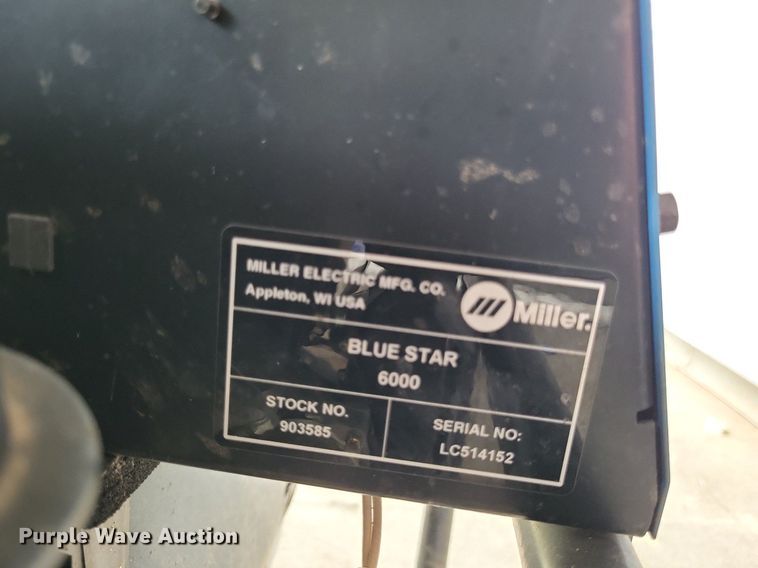 MILLER ELECTRIC MFG. CO.
Appleton, WI USA
Miller.
BLUE STAR
6000
STOCK NO.
903585
SERIAL NO:
LC514152
Purple Wave Auction